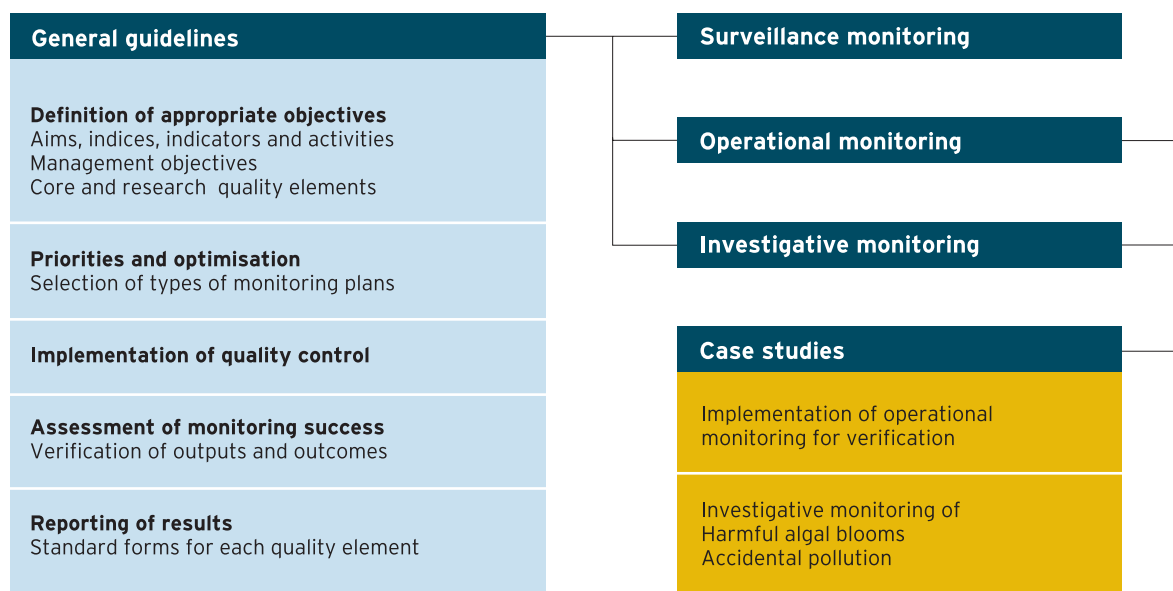 General guidelines
Definition of appropriate objectives
Aims, indices, indicators and activities
Management objectives
Core and research quality elements
Priorities and optimisation
Selection of types of monitoring plans
Implementation of quality control
Assessment of monitoring success
Verification of outputs and outcomes
Reporting of results
Standard forms for each quality element
Surveillance monitoring
Operational monitoring
Investigative monitoring
Case studies
Implementation of operational
monitoring for verification
Investigative monitoring of
Harmful algal blooms
Accidental pollution